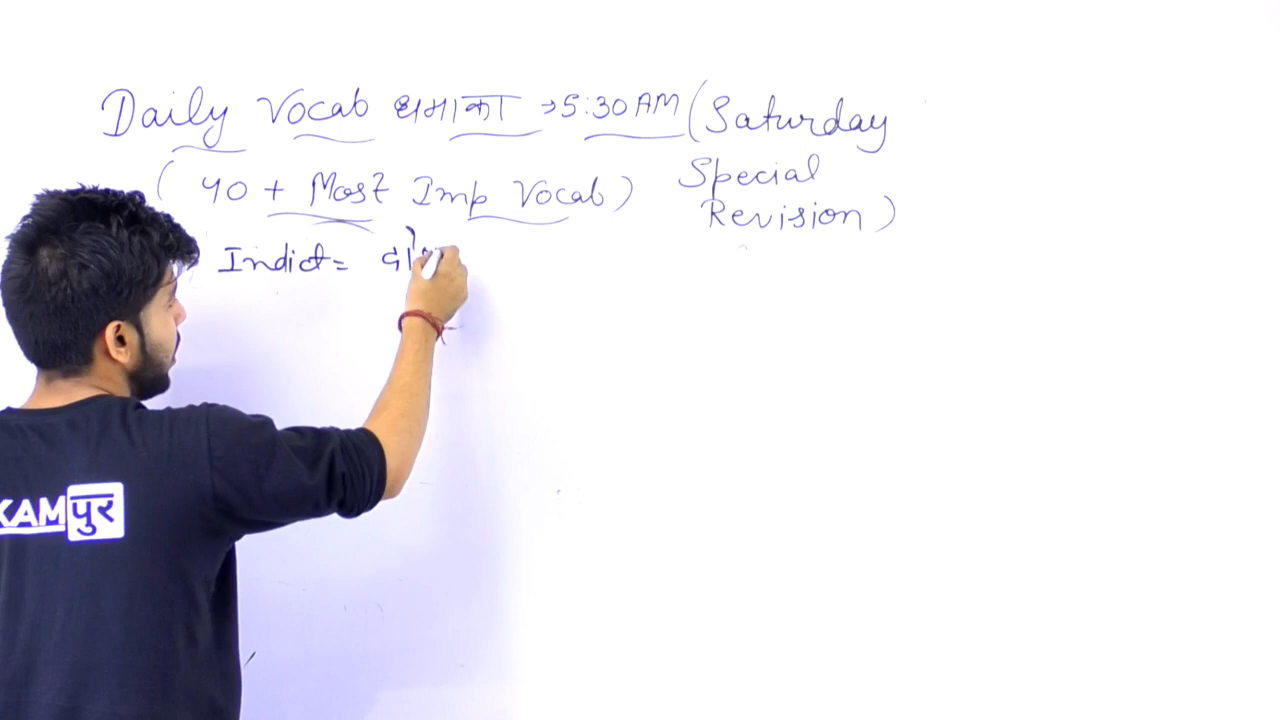 Daily Vocab धमाका → 5:30 AM (Saturday
Special
Revision)
(40 + Most Imp Vocab)
Indict =
KAMपुर